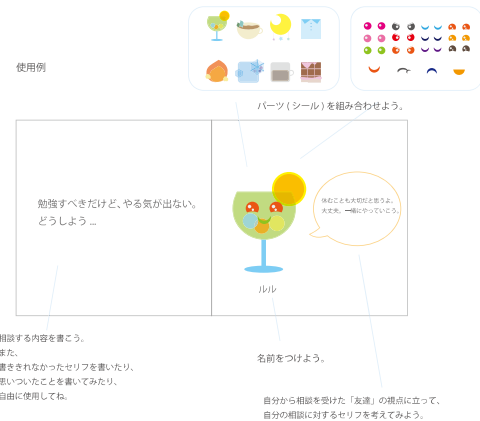 使用例
パーツ(シール)を組み合わせよう。
勉強すべきだけど、やる気が出ない。
どうしよう...
休むことも大切だと思うよ。
大丈夫。一緒にやっていこう。
ルル
相談する内容を書こう。
また、
書ききれなかったセリフを書いたり、
思いついたことを書いてみたり、
自由に使用してね。
名前をつけよう。
自分から相談を受けた「友達」の視点に立って、
自分の相談に対するセリフを考えてみよう。